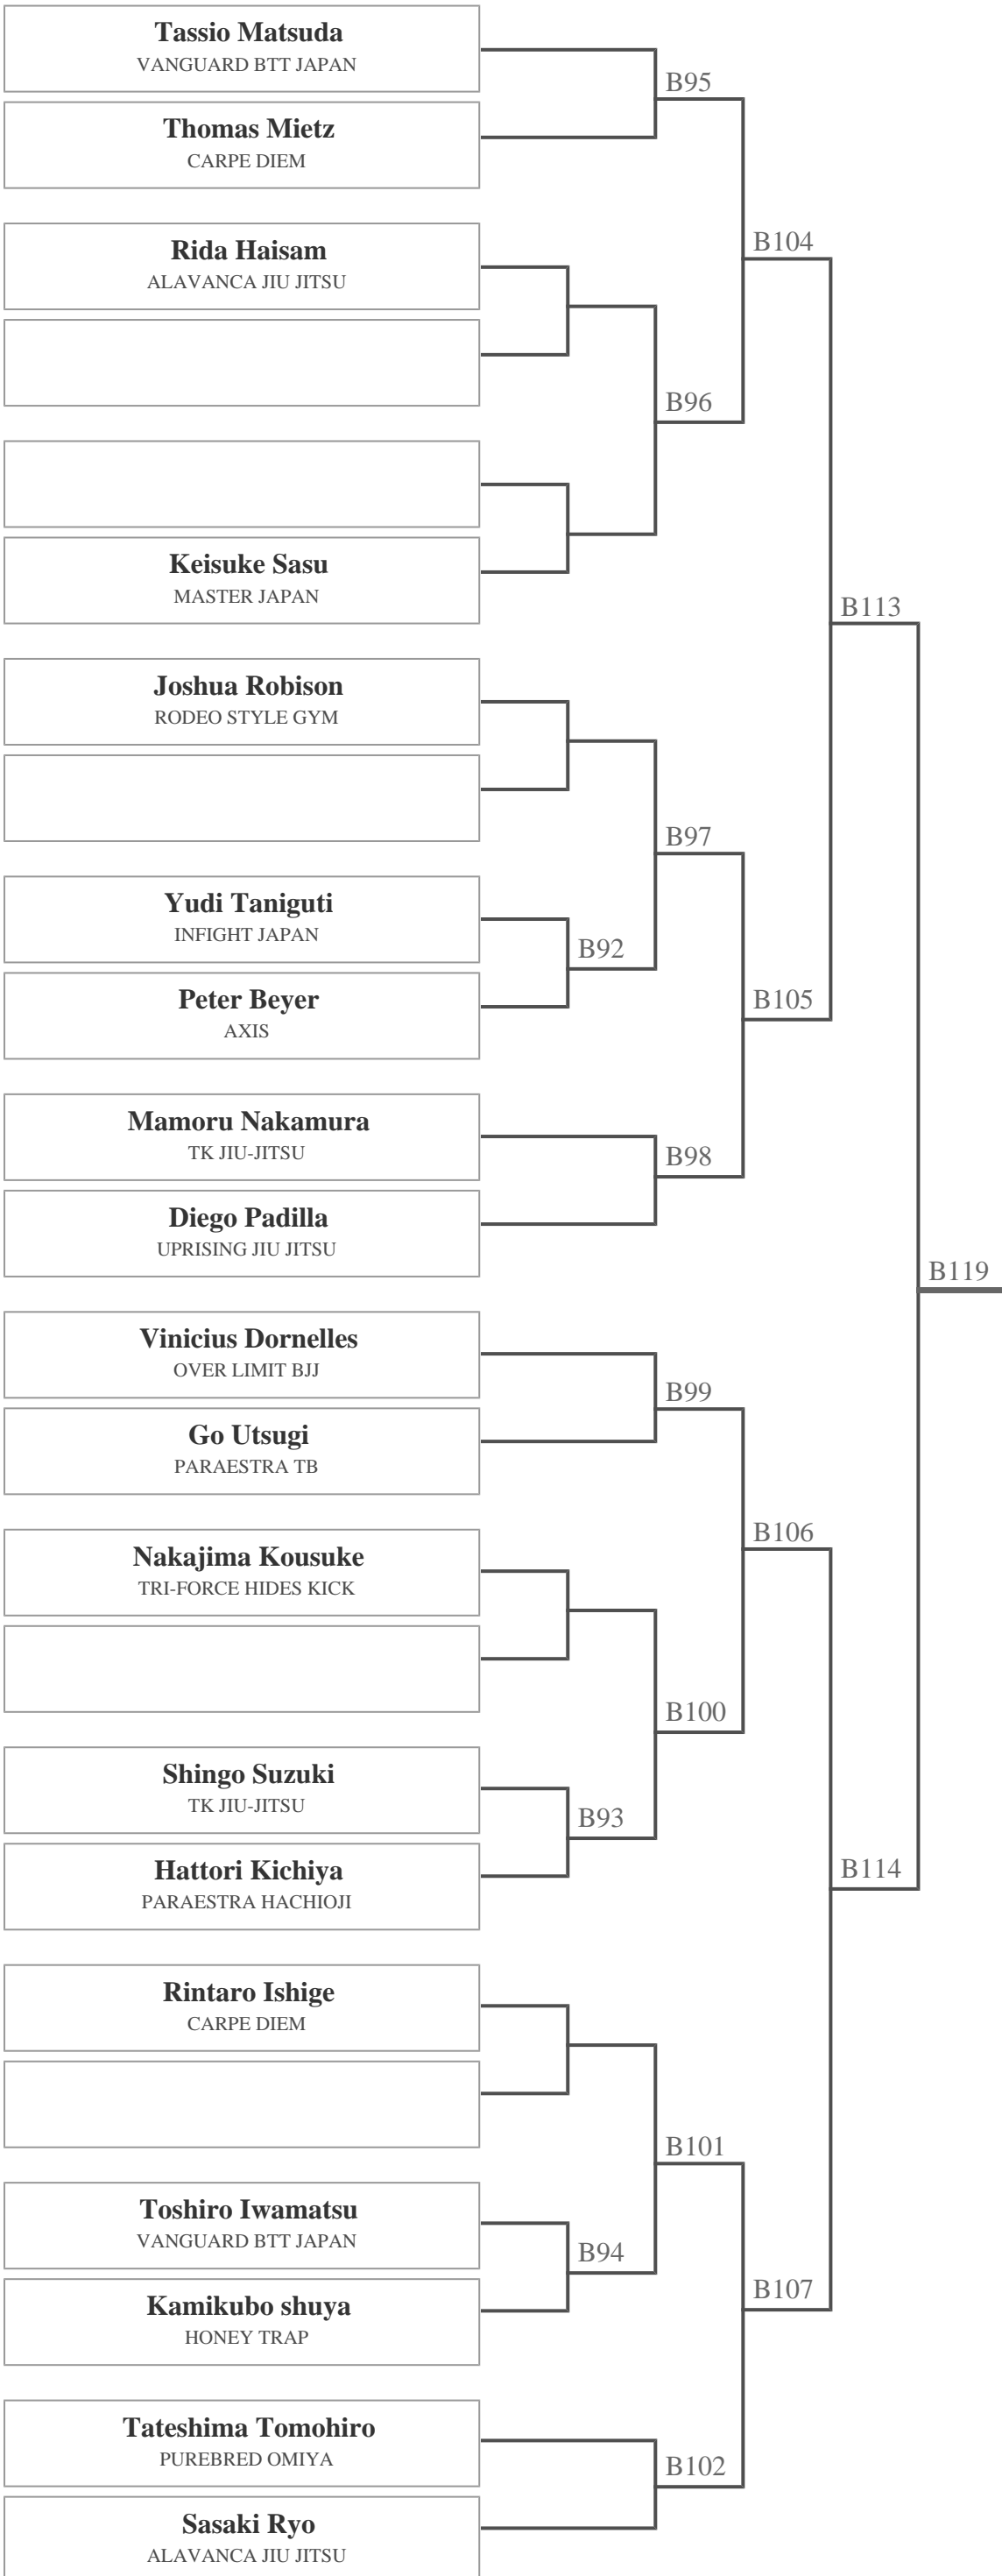 Tassio Matsuda
VANGUARD BTT JAPAN
B95
Thomas Mietz
CARPE DIEM
B104
Rida Haisam
ALAVANCA JIU JITSU
B96
Keisuke Sasu
MASTER JAPAN
B113
Joshua Robison
RODEO STYLE GYM
B97
Yudi Taniguti
INFIGHT JAPAN
B92
Peter Beyer
AXIS
B105
Mamoru Nakamura
TK JIU-JITSU
B98
Diego Padilla
UPRISING JIU JITSU
B119
Vinicius Dornelles
OVER LIMIT BJJ
B99
Go Utsugi
PARAESTRA TB
B106
Nakajima Kousuke
TRI-FORCE HIDES KICK
B100
Shingo Suzuki
TK JIU-JITSU
B93
Hattori Kichiya
PARAESTRA HACHIOJI
B114
Rintaro Ishige
CARPE DIEM
B101
Toshiro Iwamatsu
VANGUARD BTT JAPAN
B94
Kamikubo shuya
HONEY TRAP
B107
Tateshima Tomohiro
PUREBRED OMIYA
B102
Sasaki Ryo
ALAVANCA JIU JITSU